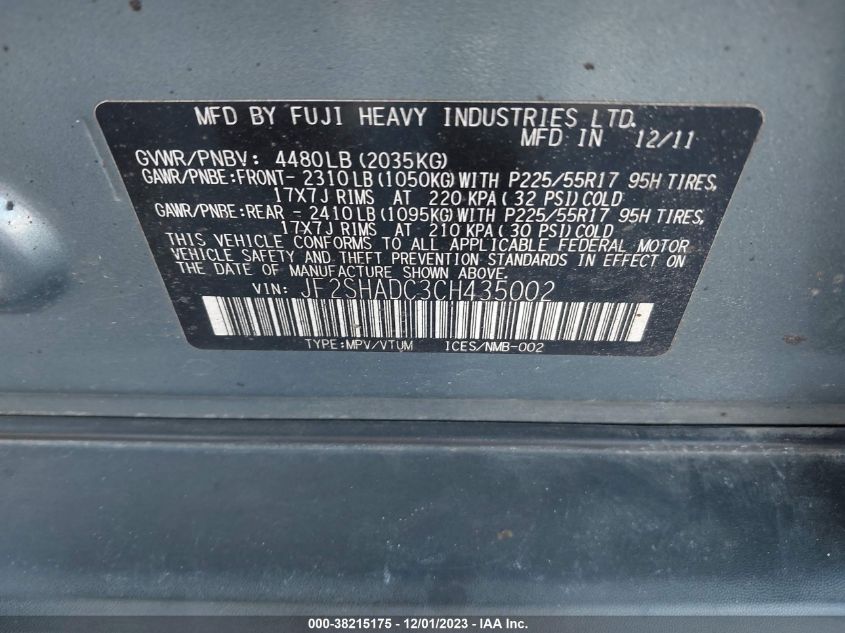 MFD BY FUJI HEAVY INDUSTRIES LTD.
MFD IN 12/11
GVWR/PNBV: 4480LB (2035KG)
GAWR/PNBE:FRONT- 2310LB (1050KG) WITH P225/55R17 95H TIRES,
17X7J RIMS AT 220 KPA (32 PSI) COLD
GAWR/PNBE:REAR - 2410LB (1095KG) WITH P225/55R17 95H TIRES,
17X7J RIMS AT 210 KPA (30 PSI) COLD
THIS VEHICLE CONFORMS TO ALL APPLICABLE FEDERAL MOTOR
VEHICLE SAFETY AND THEFT PREVENTION STANDARDS IN EFFECT ON
THE DATE OF MANUFACTURE SHOWN ABOVE.
VIN: JF2SHADC3CH435002
TYPE:MPV/VTUM ICES/NMB-002
000-38215175 - 12/01/2023 - IAA Inc.